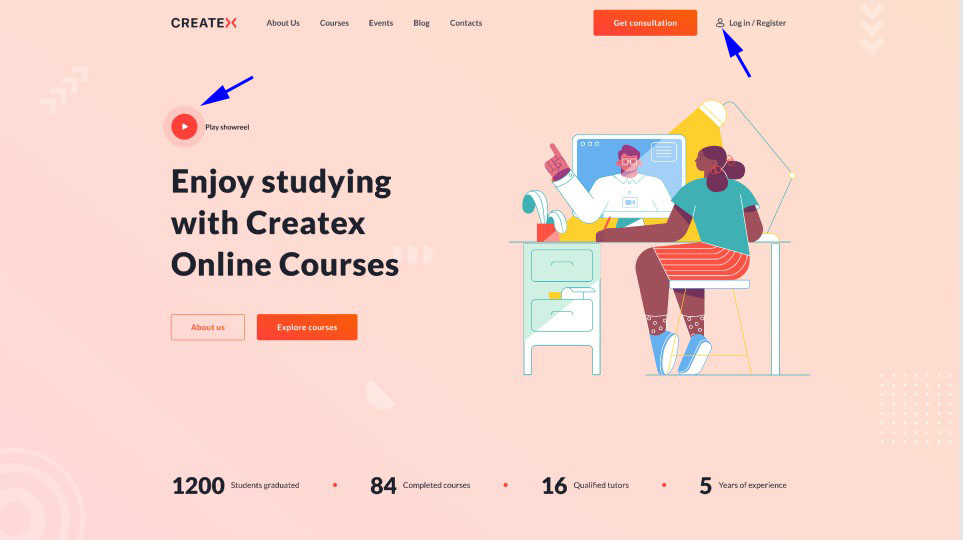 CREATEX
About Us Courses Events Blog Contacts
Get consultation
Log in / Register
Play showreel
Enjoy studying
with Createx
Online Courses
About us Explore courses
1200 Students graduated • 84 Completed courses • 16 Qualified tutors • 5 Years of experience